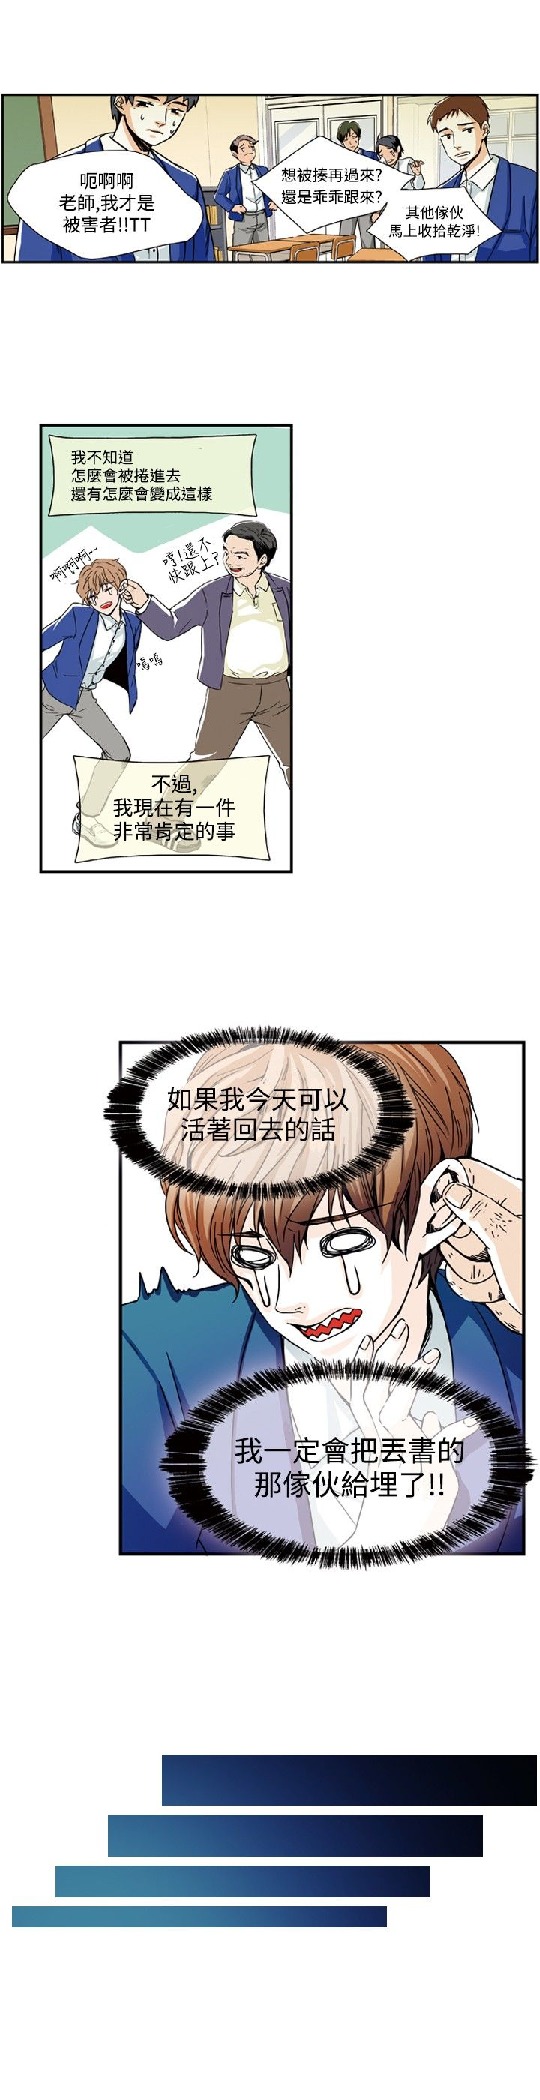 呃啊啊
老師,我才是
被害者!!TT
想被揍再過來?
還是乖乖跟來?
其他傢伙
馬上收拾乾淨!
我不知道
怎麼會被捲進去
還有怎麼會變成這樣
啊啊啊~
哼!還不
快跟上?
嗚嗚
不過,
我現在有一件
非常肯定的事
如果我今天可以
活著回去的話
我一定會把丟書的
那傢伙給埋了!!